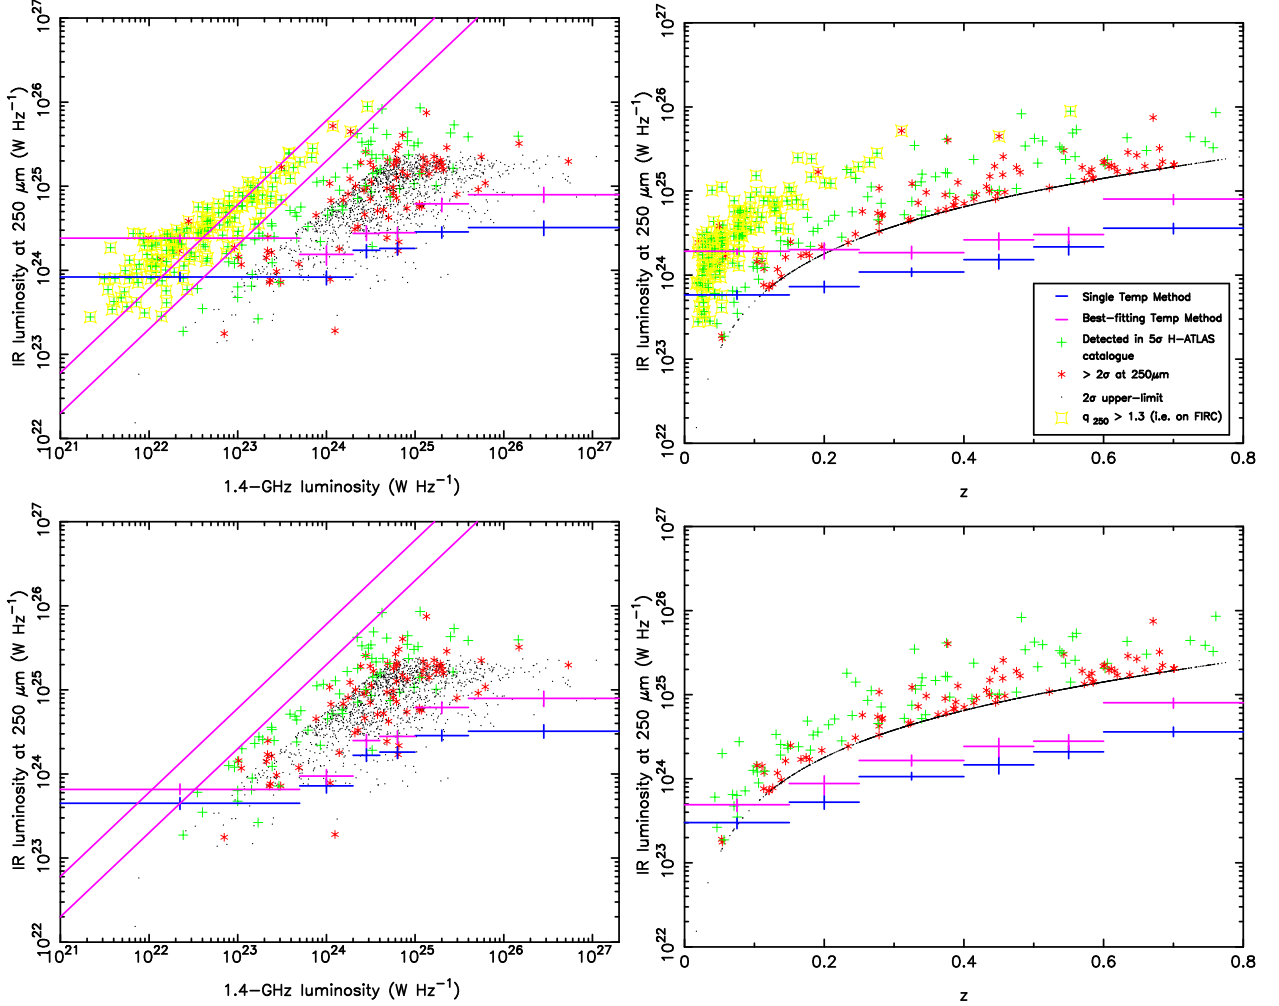 10^27
10^26
10^25
10^24
10^23
10^22
IR luminosity at 250 μm (W Hz^−1)
10^21 10^22 10^23 10^24 10^25 10^26 10^27
1.4−GHz luminosity (W Hz^−1)
10^27
10^26
10^25
10^24
10^23
10^22
IR luminosity at 250 μm (W Hz^−1)
0 0.2 0.4 0.6 0.8
z
Single Temp Method
Best−fitting Temp Method
Detected in 5σ H−ATLAS
catalogue
> 2σ at 250μm
2σ upper−limit
q_250 > 1.3 (i.e. on FIRC)
10^27
10^26
10^25
10^24
10^23
10^22
IR luminosity at 250 μm (W Hz^−1)
10^21 10^22 10^23 10^24 10^25 10^26 10^27
1.4−GHz luminosity (W Hz^−1)
10^27
10^26
10^25
10^24
10^23
10^22
IR luminosity at 250 μm (W Hz^−1)
0 0.2 0.4 0.6 0.8
z